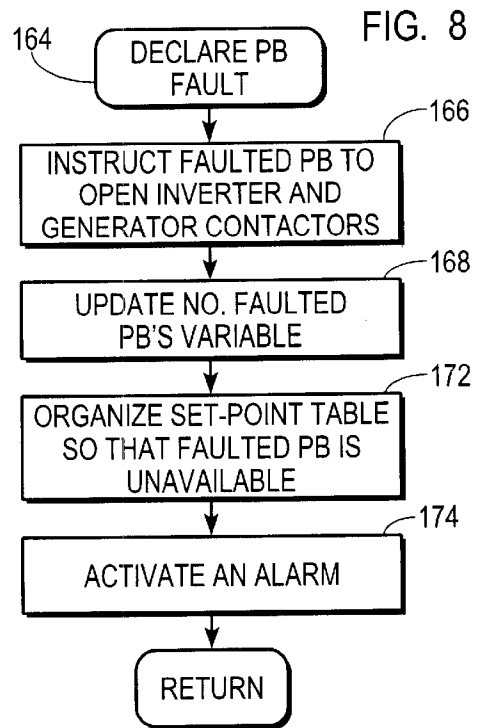 FIG. 8
164
DECLARE PB
FAULT
166
INSTRUCT FAULTED PB TO
OPEN INVERTER AND
GENERATOR CONTACTORS
168
UPDATE NO. FAULTED
PB'S VARIABLE
172
ORGANIZE SET-POINT TABLE
SO THAT FAULTED PB IS
UNAVAILABLE
174
ACTIVATE AN ALARM
RETURN